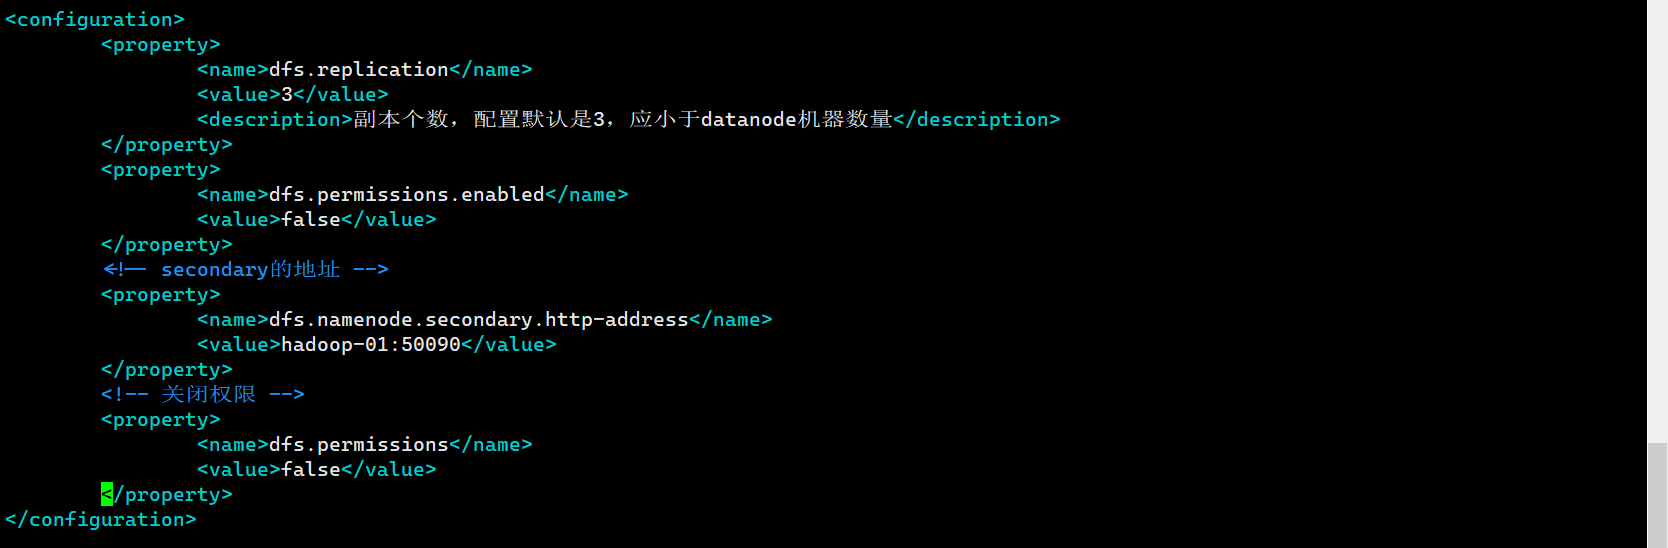 <configuration>
<property>
<name>dfs.replication</name>
<value>3</value>
<description>副本个数，配置默认是3，应小于datanode机器数量</description>
</property>
<property>
<name>dfs.permissions.enabled</name>
<value>false</value>
</property>
<!-- secondary的地址 -->
<property>
<name>dfs.namenode.secondary.http-address</name>
<value>hadoop-01:50090</value>
</property>
<!-- 关闭权限 -->
<property>
<name>dfs.permissions</name>
<value>false</value>
</property>
</configuration>